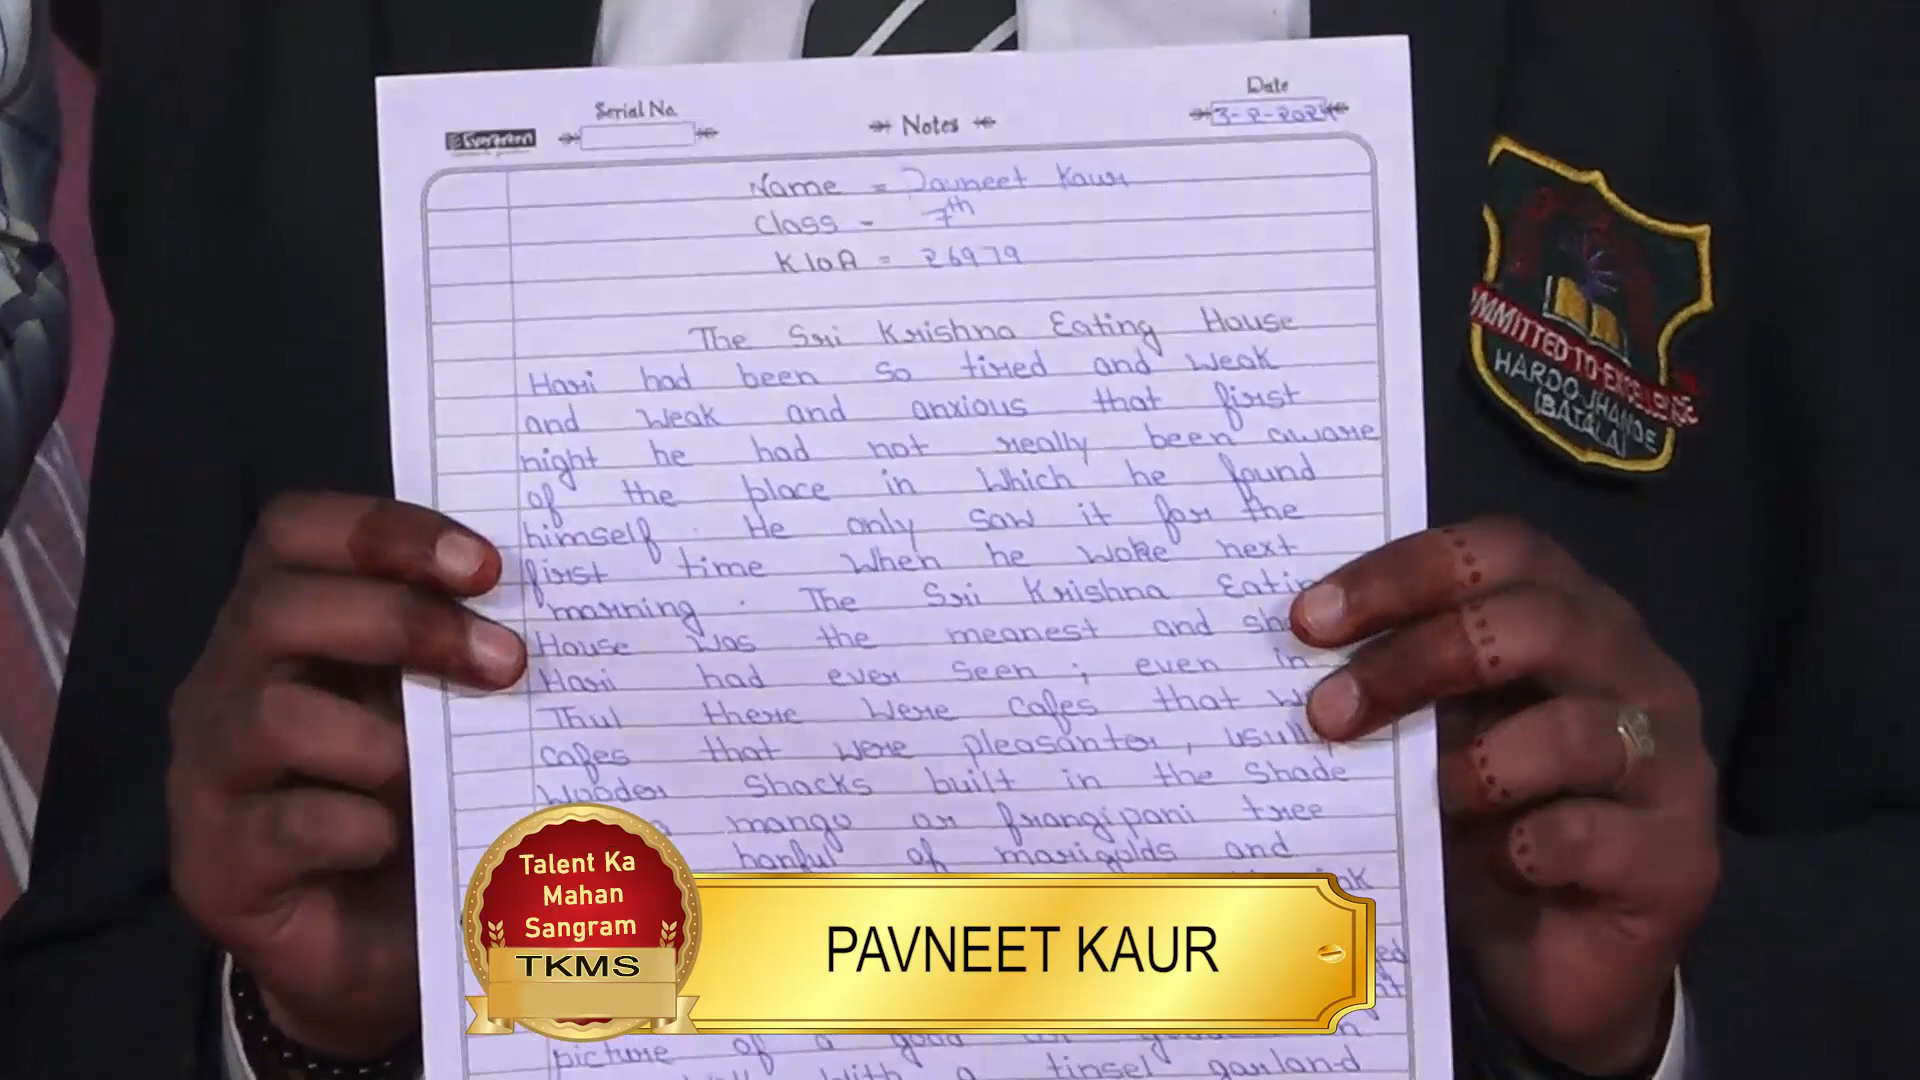 Serial No.
Evergreen
Notes
Date
3-2-2024
Name = Pavneet Kaur
Class - 7th
KIOA = 26979
The Sri Krishna Eating House
Hari had been so tired and weak
and weak and anxious that first
night he had not really been aware
of the place in which he found
himself. He only saw it for the
first time when he woke next
morning. The Sri Krishna
House was the meanest and
Hari had ever seen; even in
Thul there were cafes that
cafes that were pleasanter,
wooden shacks built in the shade
mango or frangipani tree
hanful of marigolds and
picture of a good
with a tinsel garland
COMMITTED TO EXCELLENCE
HARDO JHANDE
(BATALA)
Talent Ka
Mahan
Sangram
TKMS
PAVNEET KAUR